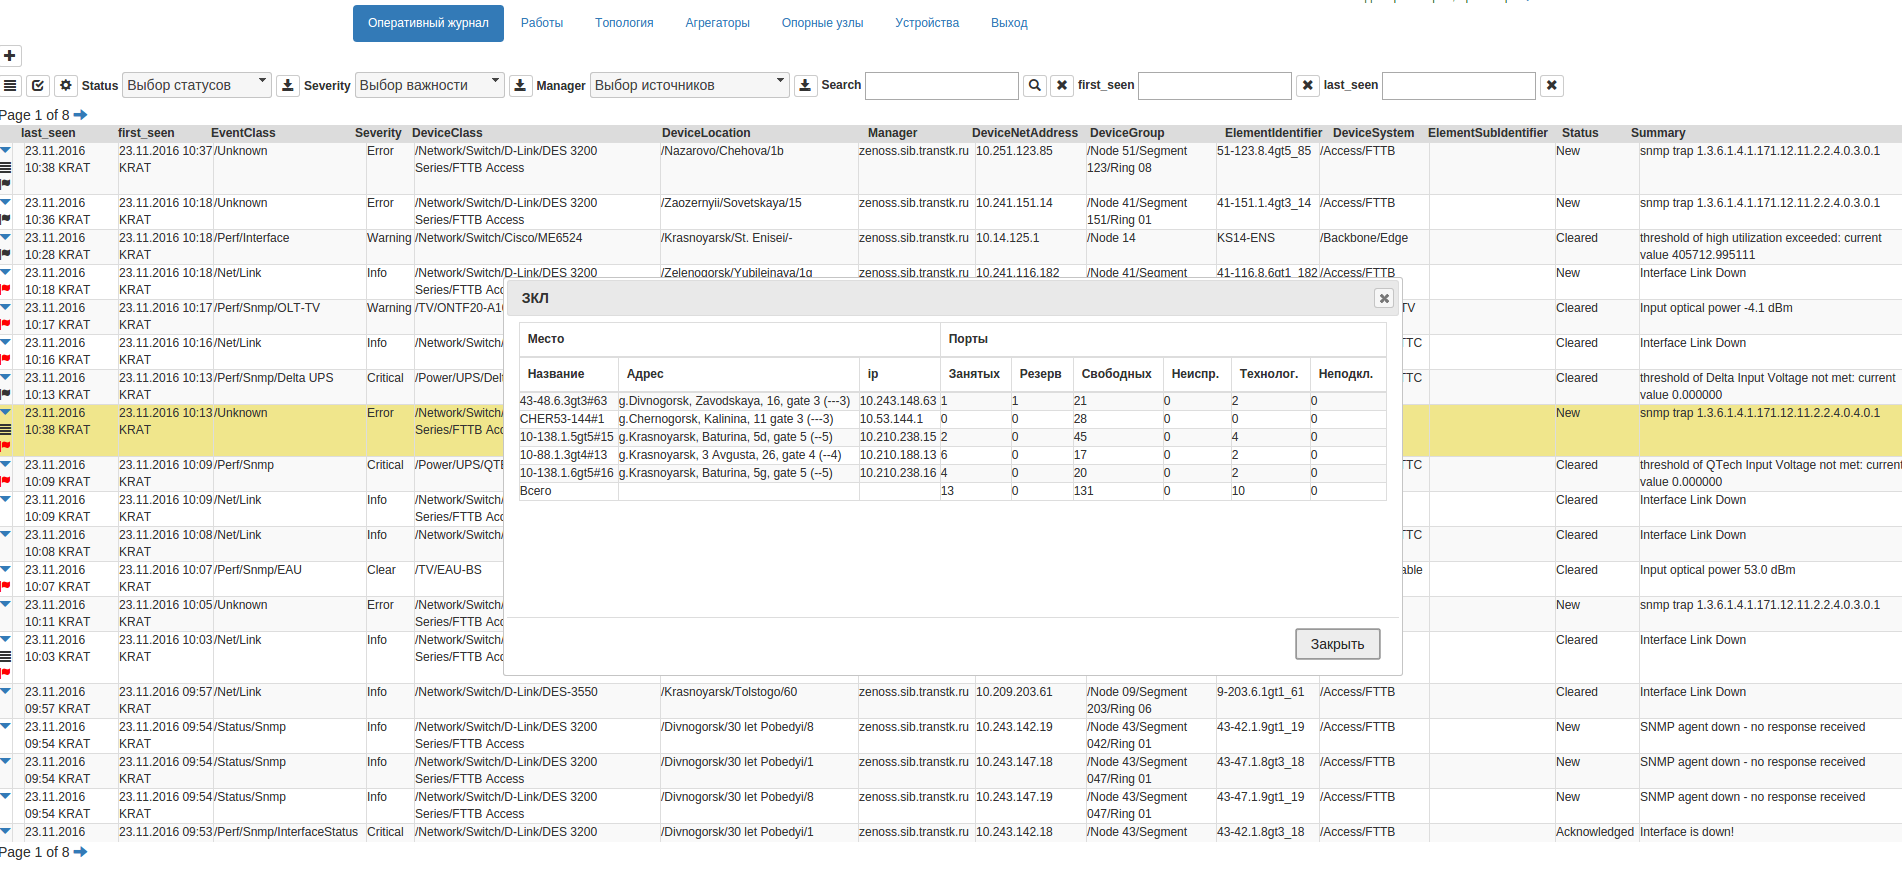 Оперативный журнал Работы Топология Агрегаторы Опорные узлы Устройства Выход
Status Выбор статусов Severity Выбор важности Manager Выбор источников Search first_seen last_seen
Page 1 of 8
last_seen first_seen EventClass Severity DeviceClass DeviceLocation Manager DeviceNetAddress DeviceGroup ElementIdentifier DeviceSystem ElementSubIdentifier Status Summary
23.11.2016 23.11.2016 10:37 /Unknown Error /Network/Switch/D-Link/DES 3200 /Nazarovo/Chehova/1b zenoss.sib.transtk.ru 10.251.123.85 /Node 51/Segment 51-123.8.4gt5_85 /Access/FTTB New snmp trap 1.3.6.1.4.1.171.12.11.2.2.4.0.3.0.1
10:38 KRAT KRAT Series/FTTB Access 123/Ring 08
23.11.2016 23.11.2016 10:18 /Unknown Error /Network/Switch/D-Link/DES 3200 /Zaozernyii/Sovetskaya/15 zenoss.sib.transtk.ru 10.241.151.14 /Node 41/Segment 41-151.1.4gt3_14 /Access/FTTB New snmp trap 1.3.6.1.4.1.171.12.11.2.2.4.0.3.0.1
10:36 KRAT KRAT Series/FTTB Access 151/Ring 01
23.11.2016 23.11.2016 10:18 /Perf/Interface Warning /Network/Switch/Cisco/ME6524 /Krasnoyarsk/St. Enisei/- zenoss.sib.transtk.ru 10.14.125.1 /Node 14 KS14-ENS /Backbone/Edge Cleared threshold of high utilization exceeded: current
10:28 KRAT KRAT value 405712.995111
23.11.2016 23.11.2016 10:18 /Net/Link Info /Network/Switch/D-Link/DES 3200 /Zelenogorsk/Yubileinaya/1g zenoss.sib.transtk.ru 10.241.116.182 /Node 41/Segment 41-116.8.6gt1_182 /Access/FTTB New Interface Link Down
10:18 KRAT KRAT Series/FTTB Acc
23.11.2016 23.11.2016 10:17 /Perf/Snmp/OLT-TV Warning /TV/ONTF20-A1 TV Cleared Input optical power -4.1 dBm
10:17 KRAT KRAT
23.11.2016 23.11.2016 10:16 /Net/Link Info /Network/Switch/ TTC Cleared Interface Link Down
10:16 KRAT KRAT
23.11.2016 23.11.2016 10:13 /Perf/Snmp/Delta UPS Critical /Power/UPS/Delt TTC Cleared threshold of Delta Input Voltage not met: current
10:13 KRAT KRAT value 0.000000
23.11.2016 23.11.2016 10:13 /Unknown Error /Network/Switch/ New snmp trap 1.3.6.1.4.1.171.12.11.2.2.4.0.4.0.1
10:38 KRAT KRAT Series/FTTB Acc
23.11.2016 23.11.2016 10:09 /Perf/Snmp Critical /Power/UPS/QTE TTC Cleared threshold of QTech Input Voltage not met: current
10:09 KRAT KRAT value 0.000000
23.11.2016 23.11.2016 10:09 /Net/Link Info /Network/Switch/ Cleared Interface Link Down
10:09 KRAT KRAT Series/FTTB Acc
23.11.2016 23.11.2016 10:08 /Net/Link Info /Network/Switch/ TTC Cleared Interface Link Down
10:08 KRAT KRAT
23.11.2016 23.11.2016 10:07 /Perf/Snmp/EAU Clear /TV/EAU-BS able Cleared Input optical power 53.0 dBm
10:07 KRAT KRAT
23.11.2016 23.11.2016 10:05 /Unknown Error /Network/Switch/ New snmp trap 1.3.6.1.4.1.171.12.11.2.2.4.0.3.0.1
10:11 KRAT KRAT Series/FTTB Acc
23.11.2016 23.11.2016 10:03 /Net/Link Info /Network/Switch/ Cleared Interface Link Down
10:03 KRAT KRAT Series/FTTB Acc
ЗКЛ
Место Порты
Название Адрес ip Занятых Резерв Свободных Неиспр. Технолог. Неподкл.
43-48.6.3gt3#63 g.Divnogorsk, Zavodskaya, 16, gate 3 (---3) 10.243.148.63 1 1 21 0 2 0
CHER53-144#1 g.Chernogorsk, Kalinina, 11 gate 3 (---3) 10.53.144.1 0 0 28 0 0 0
10-138.1.5gt5#15 g.Krasnoyarsk, Baturina, 5d, gate 5 (--5) 10.210.238.15 2 0 45 0 4 0
10-88.1.3gt4#13 g.Krasnoyarsk, 3 Avgusta, 26, gate 4 (--4) 10.210.188.13 6 0 17 0 2 0
10-138.1.6gt5#16 g.Krasnoyarsk, Baturina, 5g, gate 5 (--5) 10.210.238.16 4 0 20 0 2 0
Всего 13 0 131 0 10 0
Закрыть
23.11.2016 23.11.2016 09:57 /Net/Link Info /Network/Switch/D-Link/DES-3550 /Krasnoyarsk/Tolstogo/60 zenoss.sib.transtk.ru 10.209.203.61 /Node 09/Segment 9-203.6.1gt1_61 /Access/FTTB Cleared Interface Link Down
09:57 KRAT KRAT 203/Ring 06
23.11.2016 23.11.2016 09:54 /Status/Snmp Info /Network/Switch/D-Link/DES 3200 /Divnogorsk/30 let Pobedyi/8 zenoss.sib.transtk.ru 10.243.142.19 /Node 43/Segment 43-42.1.9gt1_19 /Access/FTTB New SNMP agent down - no response received
09:54 KRAT KRAT Series/FTTB Access 042/Ring 01
23.11.2016 23.11.2016 09:54 /Status/Snmp Info /Network/Switch/D-Link/DES 3200 /Divnogorsk/30 let Pobedyi/1 zenoss.sib.transtk.ru 10.243.147.18 /Node 43/Segment 43-47.1.8gt3_18 /Access/FTTB New SNMP agent down - no response received
09:54 KRAT KRAT Series/FTTB Access 047/Ring 01
23.11.2016 23.11.2016 09:54 /Status/Snmp Info /Network/Switch/D-Link/DES 3200 /Divnogorsk/30 let Pobedyi/8 zenoss.sib.transtk.ru 10.243.147.19 /Node 43/Segment 43-47.1.9gt1_19 /Access/FTTB New SNMP agent down - no response received
09:54 KRAT KRAT Series/FTTB Access 047/Ring 01
23.11.2016 23.11.2016 09:53 /Perf/Snmp/InterfaceStatus Critical /Network/Switch/D-Link/DES 3200 /Divnogorsk/30 let Pobedyi/1 zenoss.sib.transtk.ru 10.243.142.18 /Node 43/Segment 43-42.1.8gt3_18 /Access/FTTB Acknowledged Interface is down!
Page 1 of 8